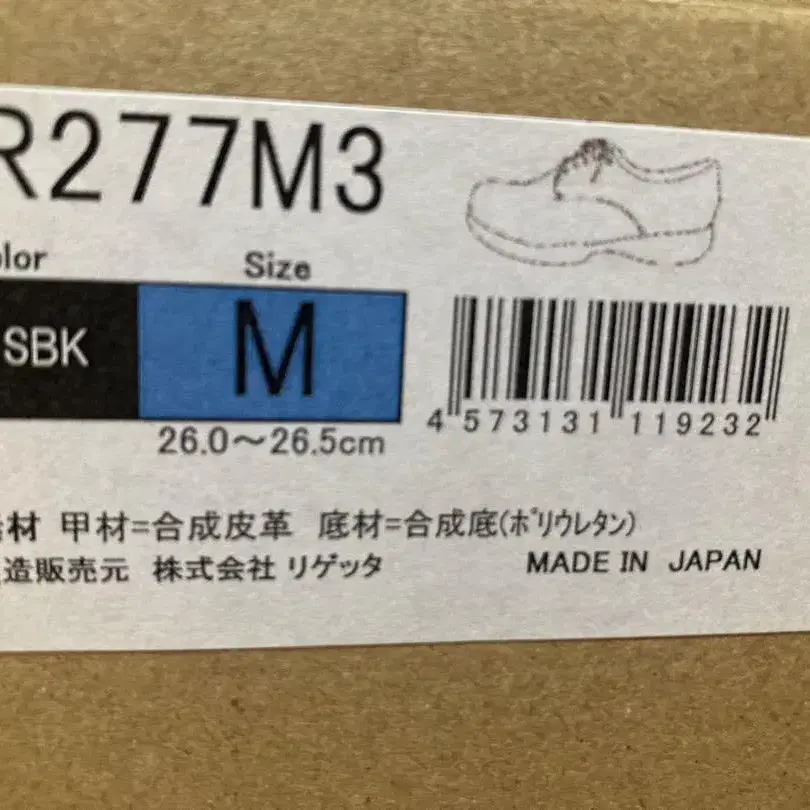 R277M3
olor
Size
SBK
M
26.0～26.5cm
4 573131 119232
材 甲材=合成皮革 底材=合成底(ﾎﾟﾘｳﾚﾀﾝ)
造販売元 株式会社 リゲッタ
MADE IN JAPAN